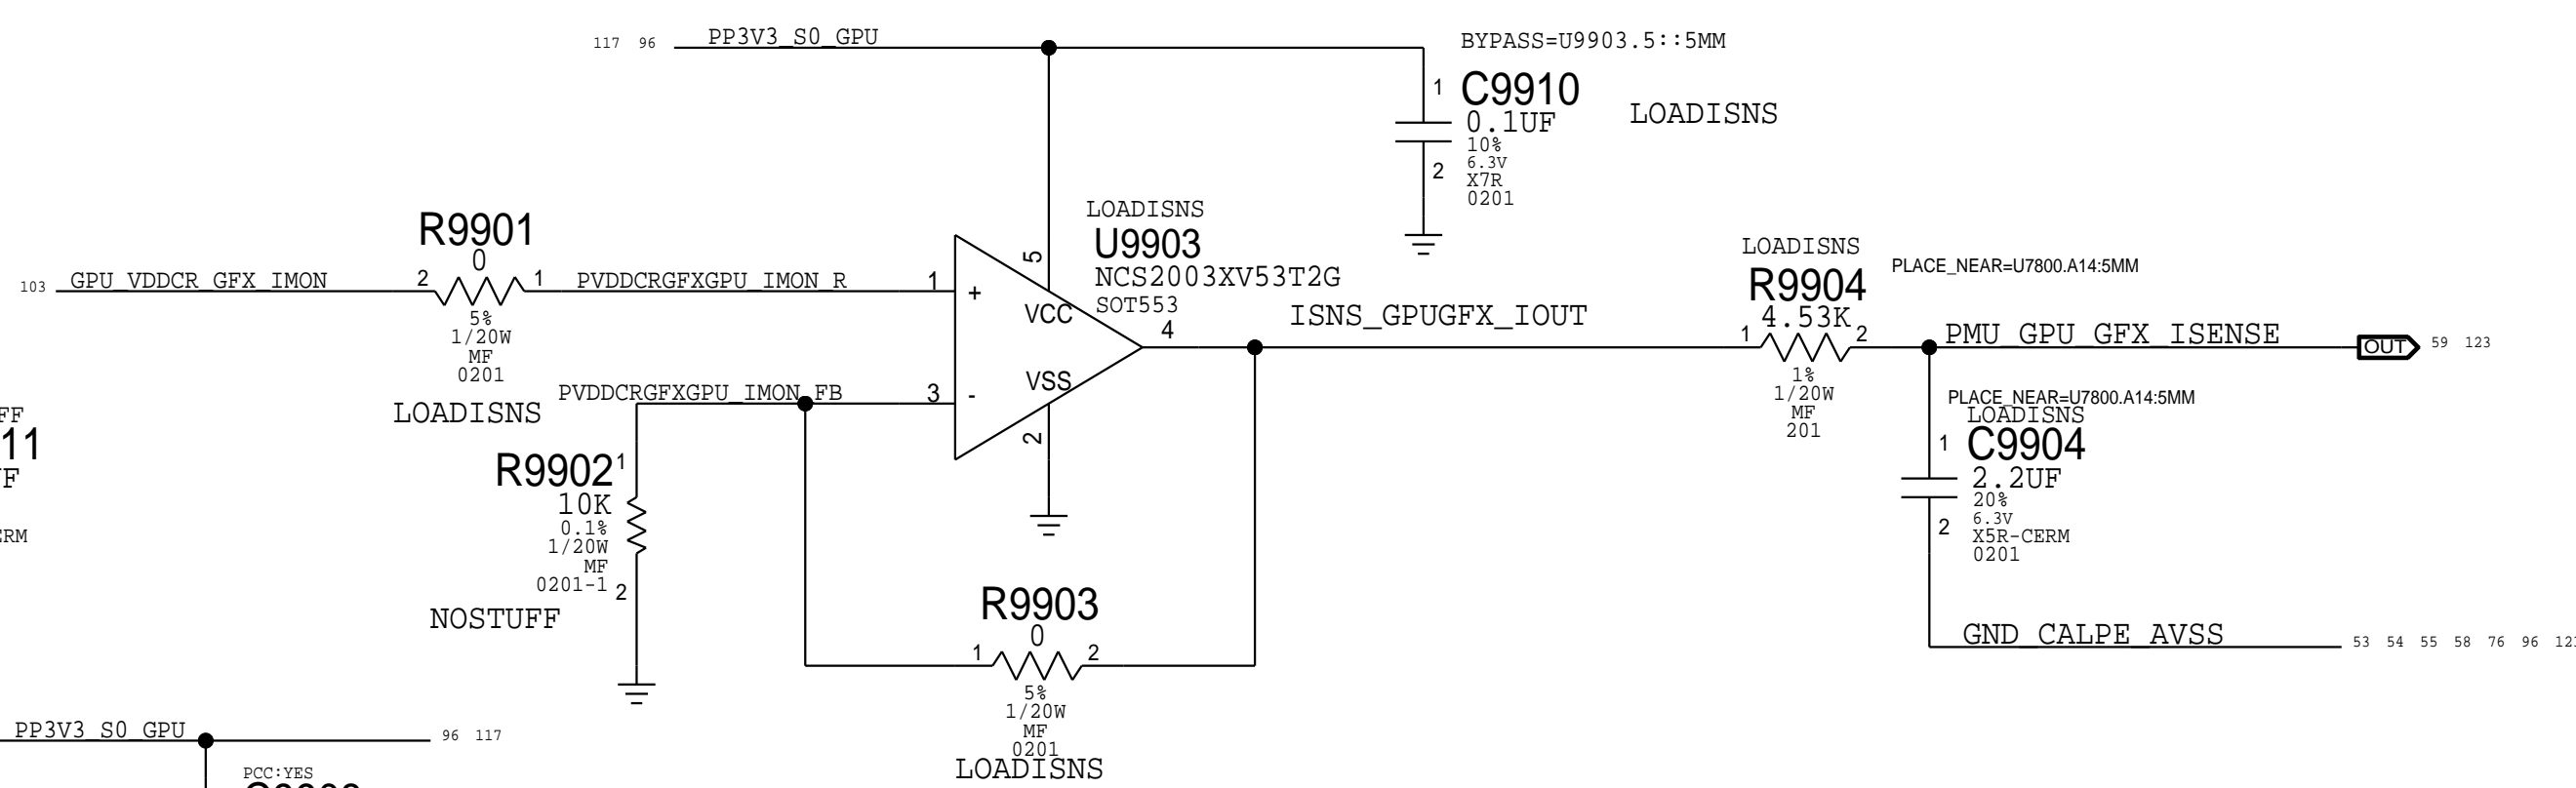 117 96 PP3V3_S0_GPU
BYPASS=U9903.5::5MM
1
C9910
0.1UF
LOADISNS
10%
6.3V
2
X7R
0201
LOADISNS
U9903
NCS2003XV53T2G
SOT553
5
VCC
VSS
2
+
-
1
3
4
R9901
0
103 GPU_VDDCR_GFX_IMON
2
1
PVDDCRGFXGPU_IMON_R
5%
1/20W
MF
0201
LOADISNS
PVDDCRGFXGPU_IMON_FB
R9902
1
10K
0.1%
1/20W
MF
0201-1
2
NOSTUFF
R9903
0
1
2
5%
1/20W
MF
0201
LOADISNS
ISNS_GPUGFX_IOUT
LOADISNS
R9904
4.53K
1
2
1%
1/20W
MF
201
PLACE_NEAR=U7800.A14:5MM
PMU_GPU_GFX_ISENSE
OUT
59 123
PLACE_NEAR=U7800.A14:5MM
LOADISNS
1
C9904
2.2UF
20%
6.3V
2
X5R-CERM
0201
GND_CALPE_AVSS
53 54 55 58 76 96
FF
11
F
ERM
PP3V3_S0_GPU
96 117
PCC:YES